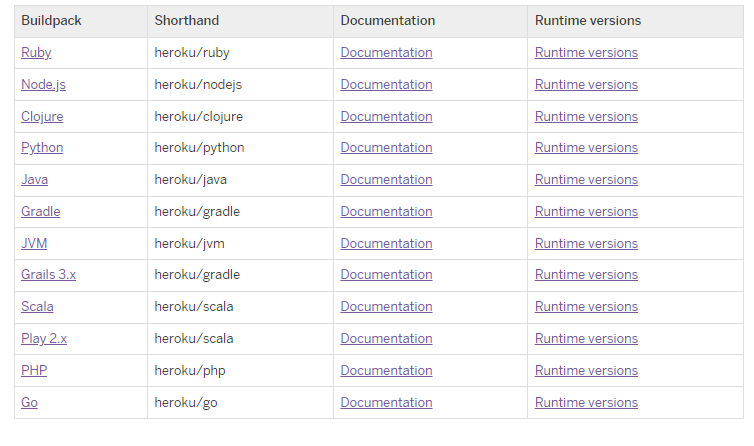 Buildpack Shorthand Documentation Runtime versions
Ruby heroku/ruby Documentation Runtime versions
Node.js heroku/nodejs Documentation Runtime versions
Clojure heroku/clojure Documentation Runtime versions
Python heroku/python Documentation Runtime versions
Java heroku/java Documentation Runtime versions
Gradle heroku/gradle Documentation Runtime versions
JVM heroku/jvm Documentation Runtime versions
Grails 3.x heroku/gradle Documentation Runtime versions
Scala heroku/scala Documentation Runtime versions
Play 2.x heroku/scala Documentation Runtime versions
PHP heroku/php Documentation Runtime versions
Go heroku/go Documentation Runtime versions